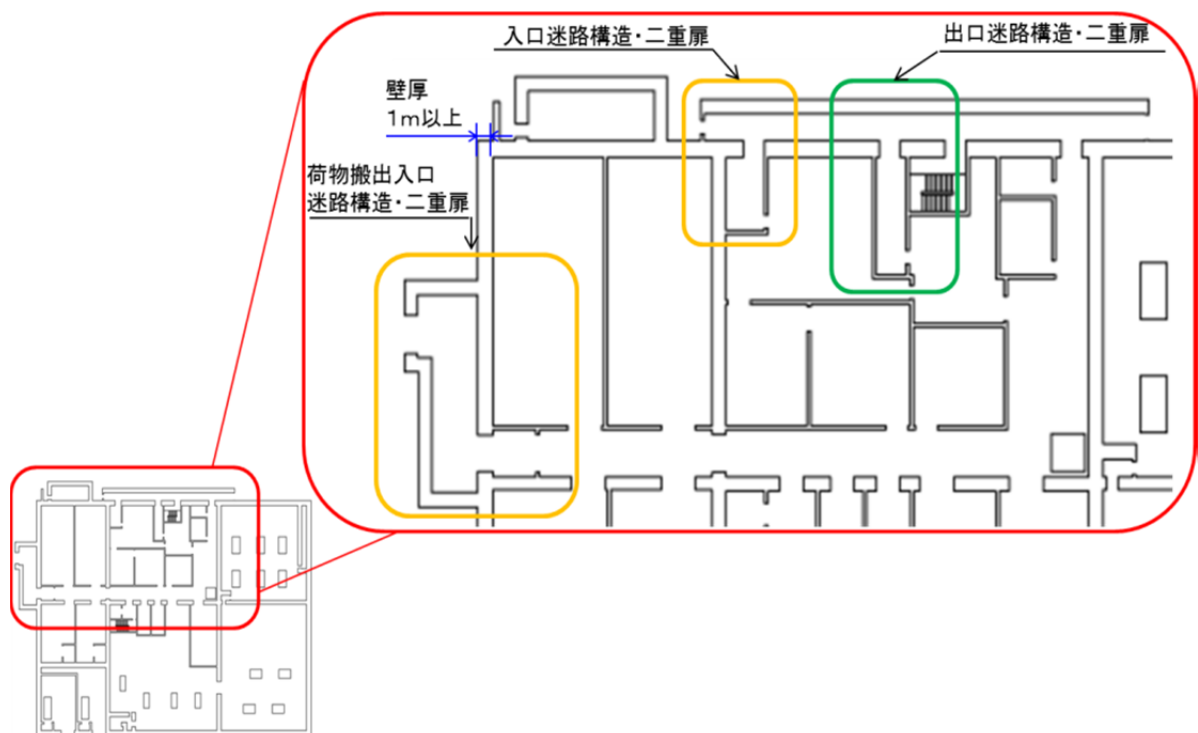 入口迷路構造・二重扉
出口迷路構造・二重扉
壁厚
1m以上
荷物搬出入口
迷路構造・二重扉